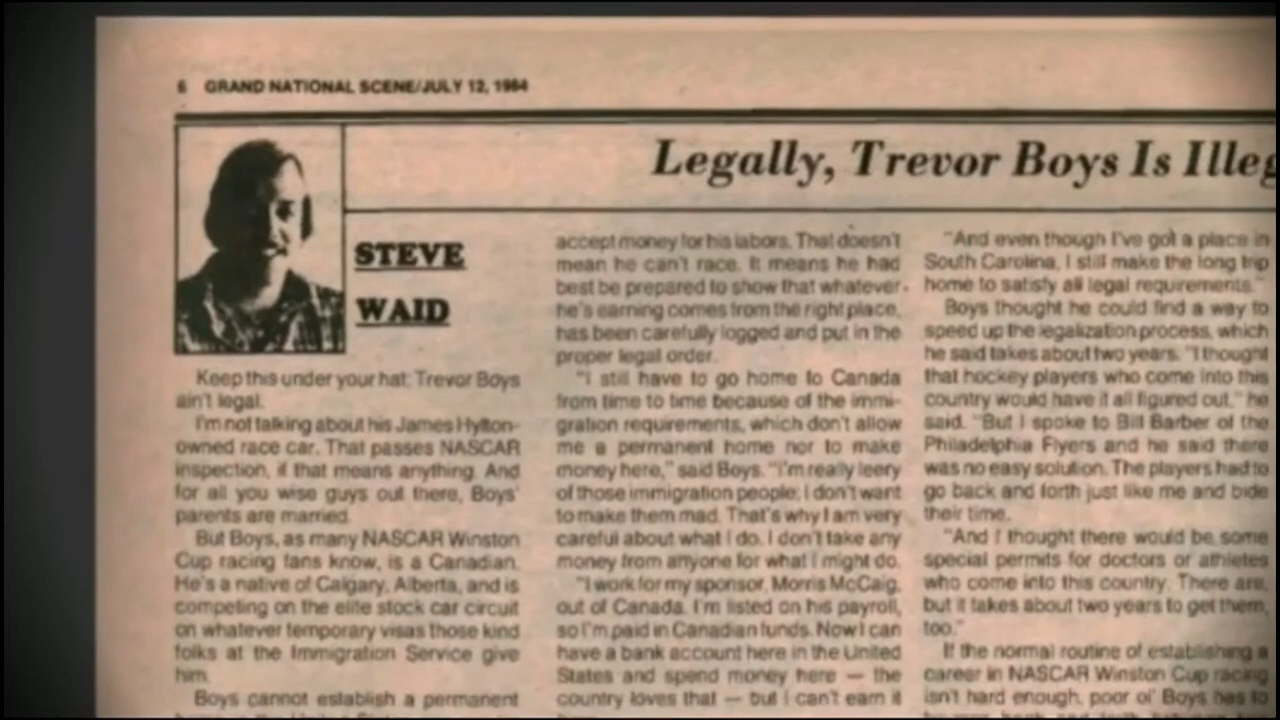 6 GRAND NATIONAL SCENE/JULY 12, 1984
Legally, Trevor Boys Is Illeg
STEVE
WAID
Keep this under your hat: Trevor Boys
ain't legal.
I'm not talking about his James Hylton-
owned race car. That passes NASCAR
inspection, if that means anything. And
for all you wise guys out there, Boys'
parents are married.
But Boys, as many NASCAR Winston
Cup racing fans know, is a Canadian.
He's a native of Calgary, Alberta, and is
competing on the elite stock car circuit
on whatever temporary visas those kind
folks at the Immigration Service give
him.
Boys cannot establish a permanent
accept money for his labors. That doesn't
mean he can't race. It means he had
best be prepared to show that whatever
he's earning comes from the right place,
has been carefully logged and put in the
proper legal order.
"I still have to go home to Canada
from time to time because of the immi-
gration requirements, which don't allow
me a permanent home nor to make
money here," said Boys. "I'm really leery
of those immigration people; I don't want
to make them mad. That's why I am very
careful about what I do. I don't take any
money from anyone for what I might do.
"I work for my sponsor, Morris McCaig,
out of Canada. I'm listed on his payroll,
so I'm paid in Canadian funds. Now I can
have a bank account here in the United
States and spend money here — the
country loves that — but I can't earn it
"And even though I've got a place in
South Carolina, I still make the long trip
home to satisfy all legal requirements."
Boys thought he could find a way to
speed up the legalization process, which
he said takes about two years. "I thought
that hockey players who come into this
country would have it all figured out," he
said. "But I spoke to Bill Barber of the
Philadelphia Flyers and he said there
was no easy solution. The players had to
go back and forth just like me and bide
their time.
"And I thought there would be some
special permits for doctors or athletes
who come into this country. There are,
but it takes about two years to get them,
too."
If the normal routine of establishing a
career in NASCAR Winston Cup racing
isn't hard enough, poor ol' Boys has to